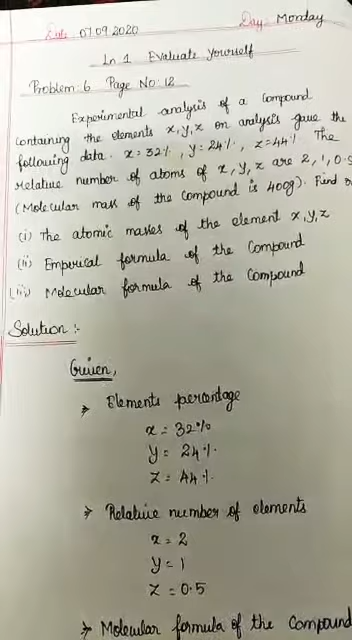 Date 07.09.2020 Day: Monday
In 1 Evaluate yourself
Problem: 6 Page No: 12
Experimental analysis of a Compound
containing the elements x, y, z on analysis gave the
following data. x = 32%, y = 24%, z = 44%. The
relative number of atoms of x, y, z are 2, 1, 0.5
(Molecular mass of the compound is 400g). Find
(i) The atomic masses of the element x, y, z
(ii) Empirical formula of the Compound
(iii) Molecular formula of the Compound
Solution :-
Given,
> Elements percentage
x = 32%
y = 24%
z = 44%
> Relative number of elements
x = 2
y = 1
z = 0.5
> Molecular formula of the Compound